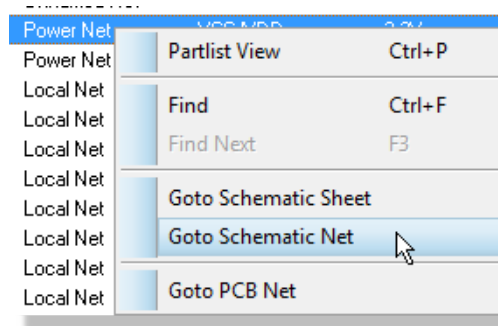 Power Net
Power Net
Local Net
Local Net
Local Net
Local Net
Local Net
Local Net
Local Net
Local Net
Partlist View Ctrl+P
Find Ctrl+F
Find Next F3
Goto Schematic Sheet
Goto Schematic Net
Goto PCB Net